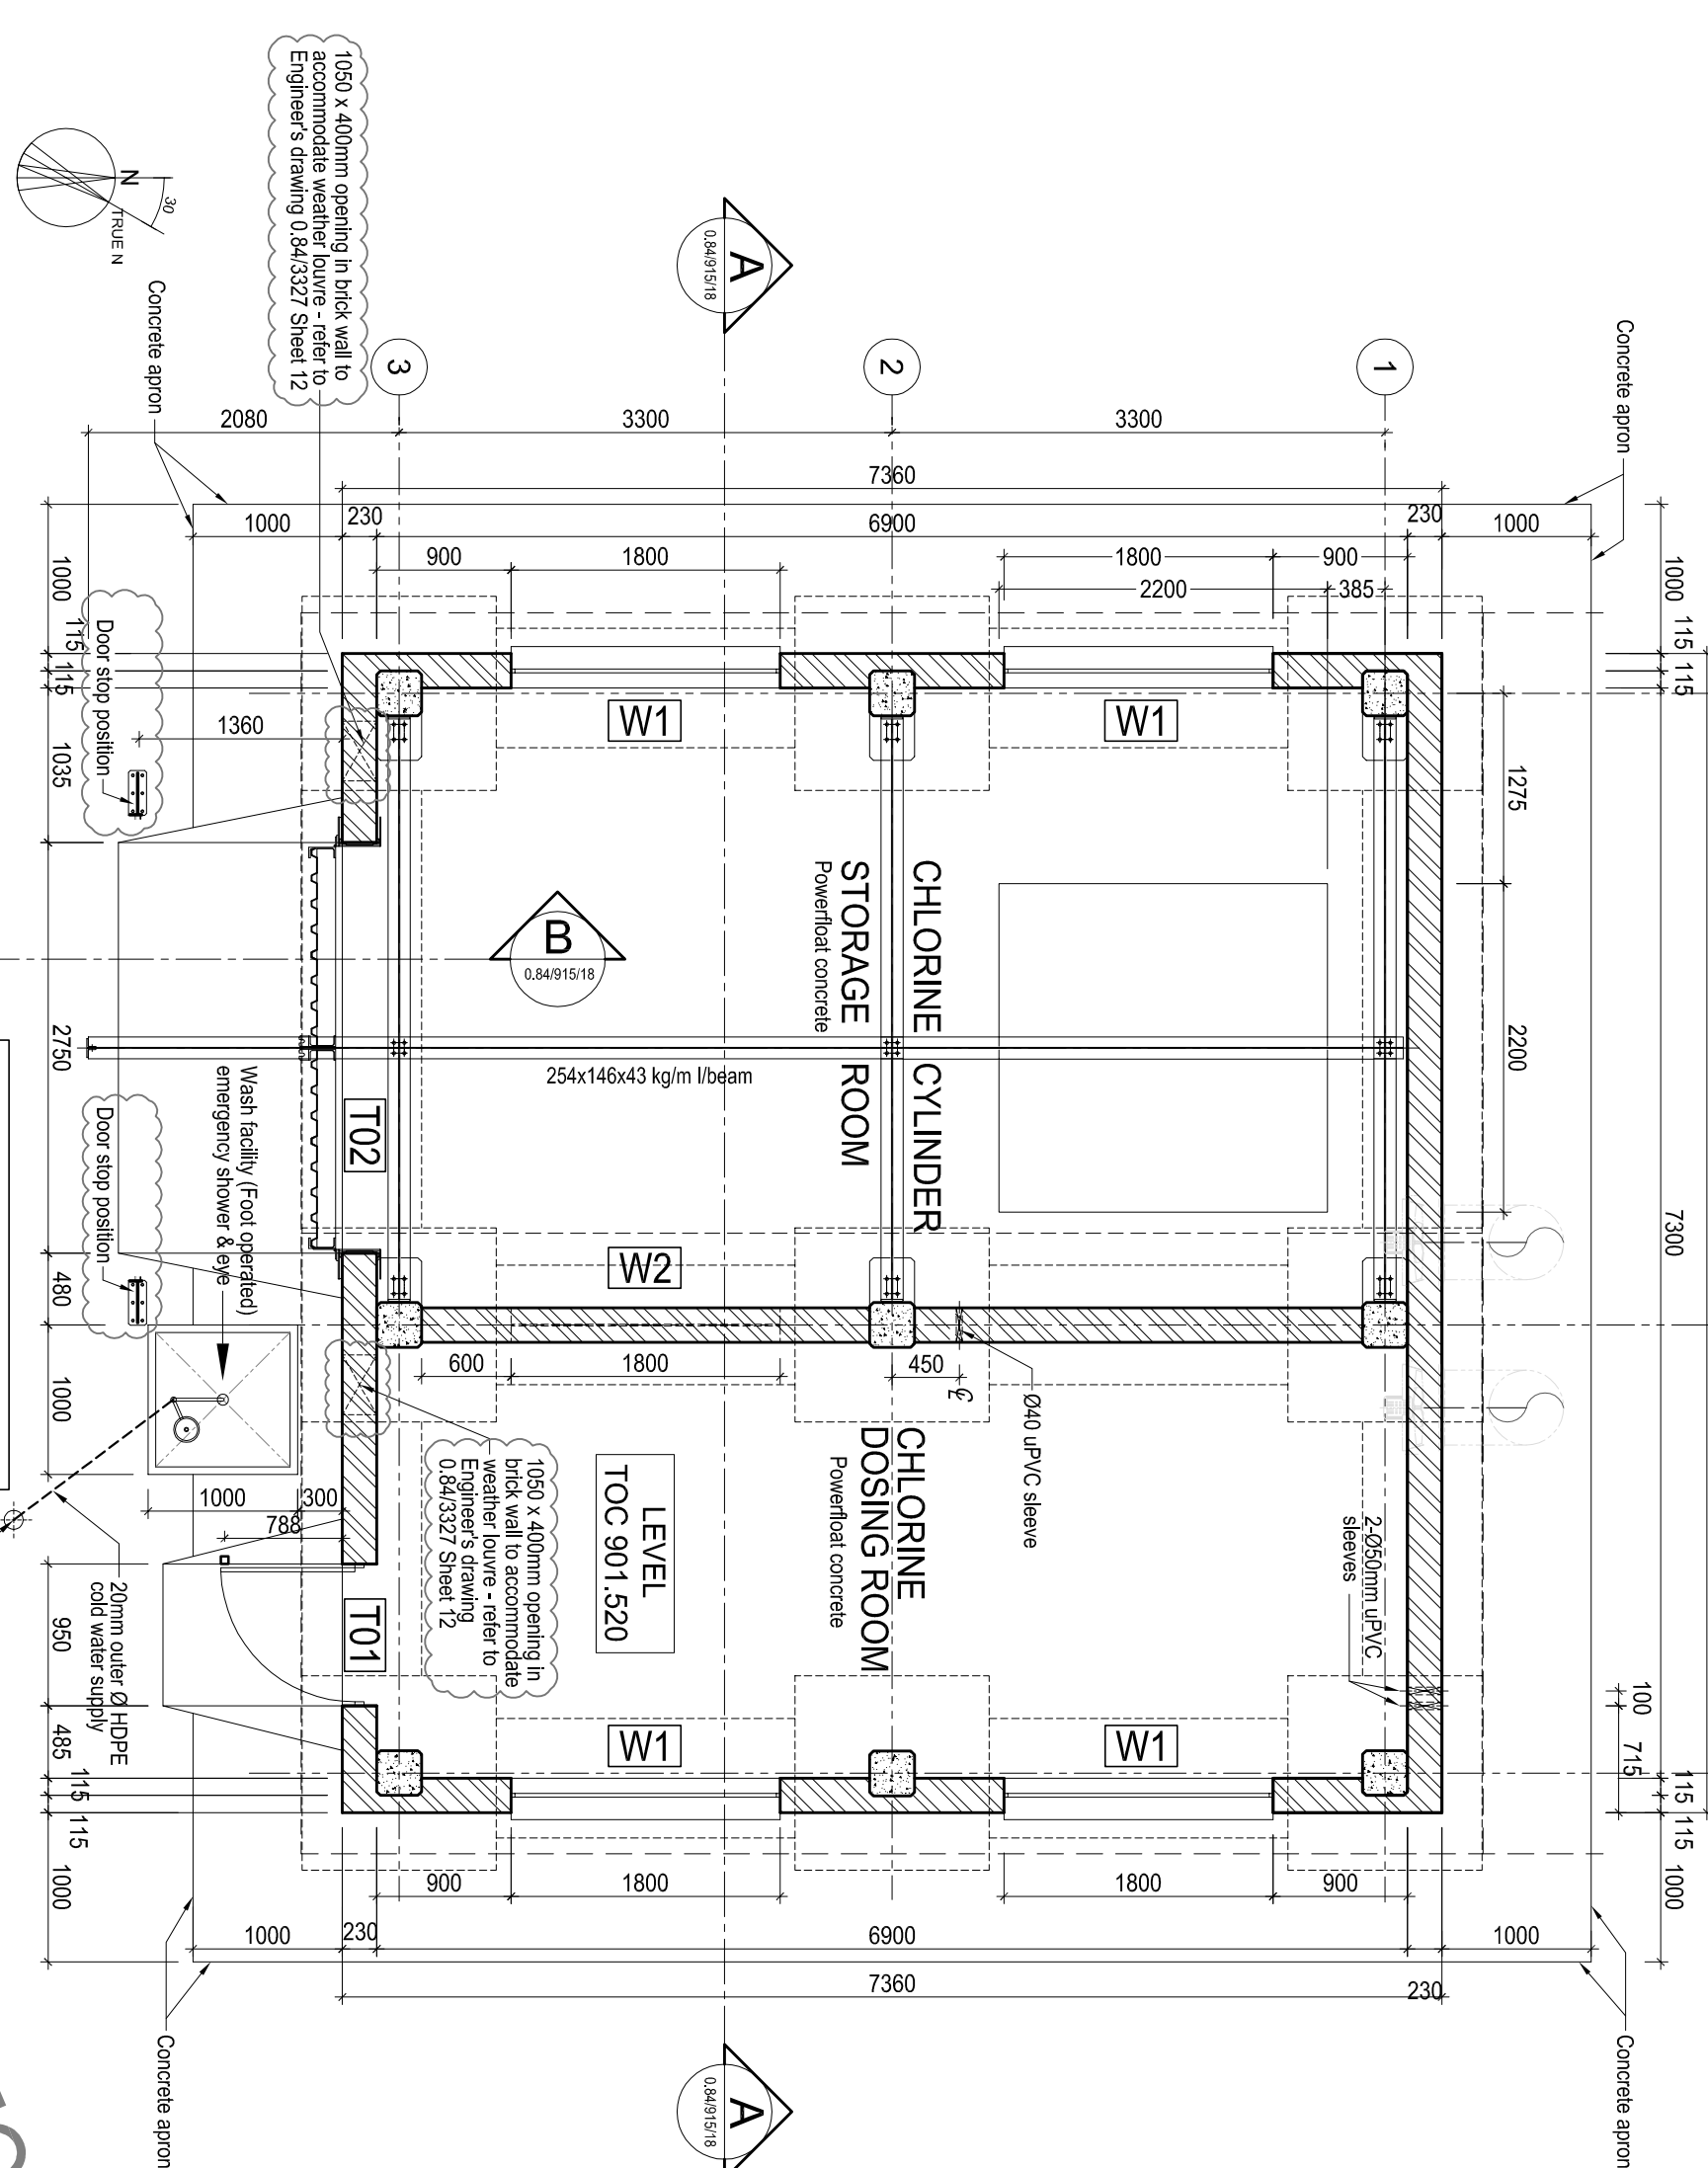 Concrete apron
Concrete apron
Concrete apron
Concrete apron
1050 x 400mm opening in brick wall to
accommodate weather louvre - refer to
Engineer's drawing 0.84/3327 Sheet 12
N
TRUE N
30
A
0.84/915/18
A
0.84/915/18
B
0.84/915/18
1
2
3
2080
3300
3300
7360
1000
230
6900
230
1000
900
1800
1800
900
2200
385
1000
115
115
1275
2200
7300
100
715
115
115
1000
W1
W1
W2
W1
W1
CHLORINE CYLINDER
STORAGE ROOM
Powerfloat concrete
254x146x43 kg/m I/beam
T02
T01
600
1800
450
℄
Ø40 uPVC sleeve
2-Ø50mm uPVC
sleeves
CHLORINE
DOSING ROOM
Powerfloat concrete
LEVEL
TOC 901.520
1050 x 400mm opening in
brick wall to accommodate
weather louvre - refer to
Engineer's drawing
0.84/3327 Sheet 12
Door stop position
1360
Door stop position
Wash facility (Foot operated)
emergency shower & eye
20mm outer Ø HDPE
cold water supply
1000
300
788
1000
115
115
1035
2750
480
1000
950
485
115
115
1000
900
1800
1800
900
1000
230
6900
1000
7360
230